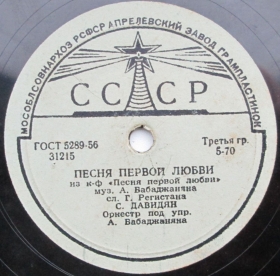 МОСОБЛСОВНАРХОЗ РСФСР АПРЕЛЕВСКИЙ ЗАВОД ГРАМПЛАСТИНОК
СССР
ГОСТ 5289-56
31215
Третья гр.
5-70
ПЕСНЯ ПЕРВОЙ ЛЮБВИ
из к-ф «Песня первой любви»
муз. А. Бабаджаняна
сл. Г. Регистана
С. ДАВИДЯН
Оркестр под упр.
А. Бабаджаняна